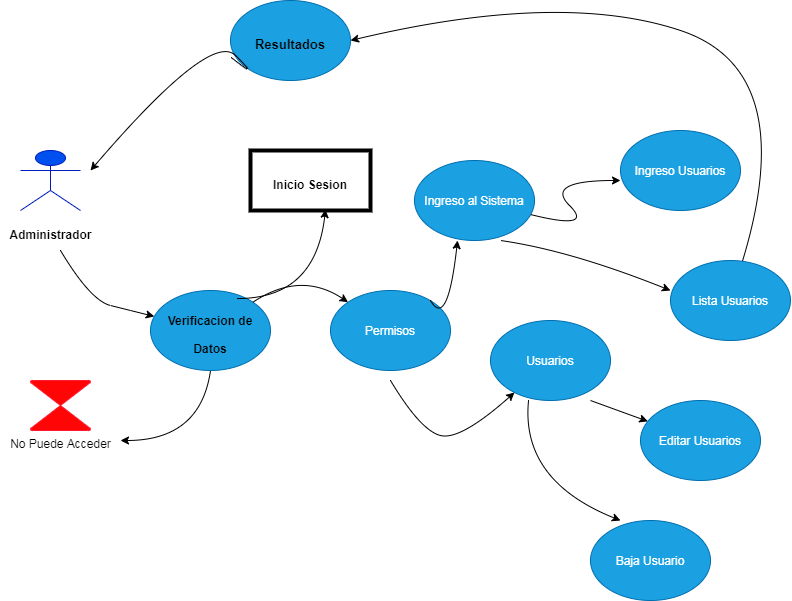 Resultados
Inicio Sesion
Ingreso al Sistema
Ingreso Usuarios
Administrador
Verificacion de
Datos
Permisos
Lista Usuarios
Usuarios
No Puede Acceder
Editar Usuarios
Baja Usuario